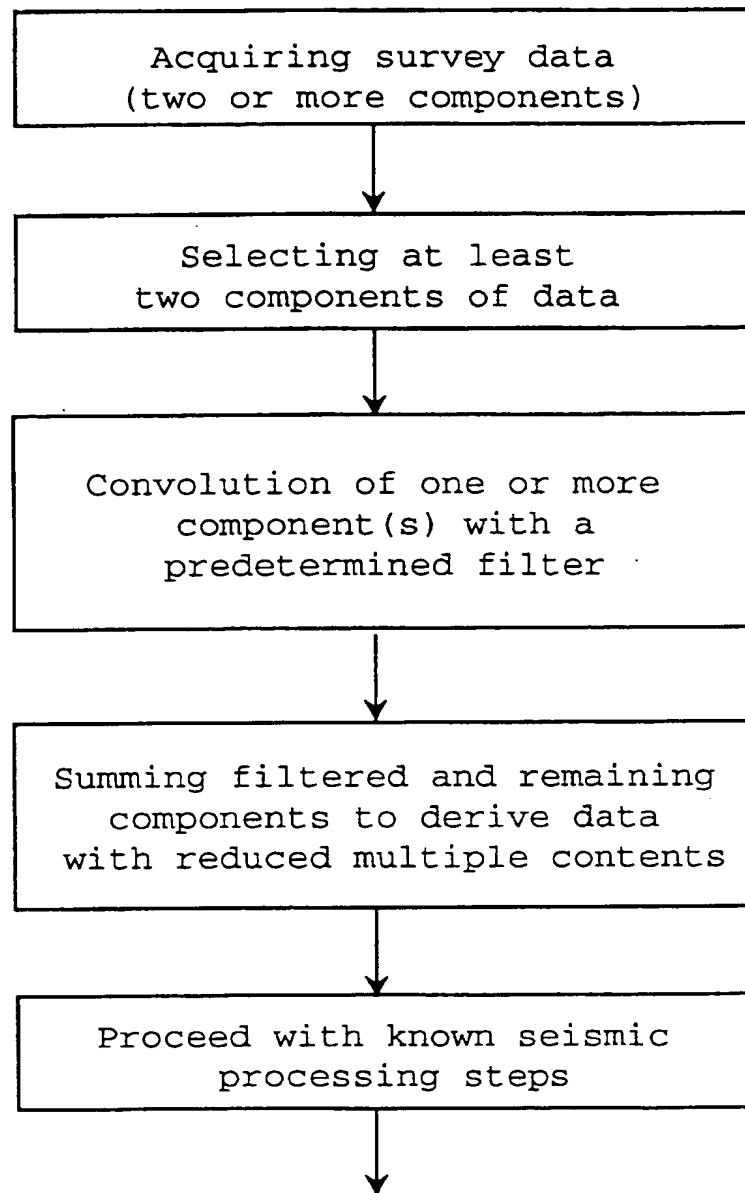 Acquiring survey data
(two or more components)
Selecting at least
two components of data
Convolution of one or more
component(s) with a
predetermined filter
Summing filtered and remaining
components to derive data
with reduced multiple contents
Proceed with known seismic
processing steps